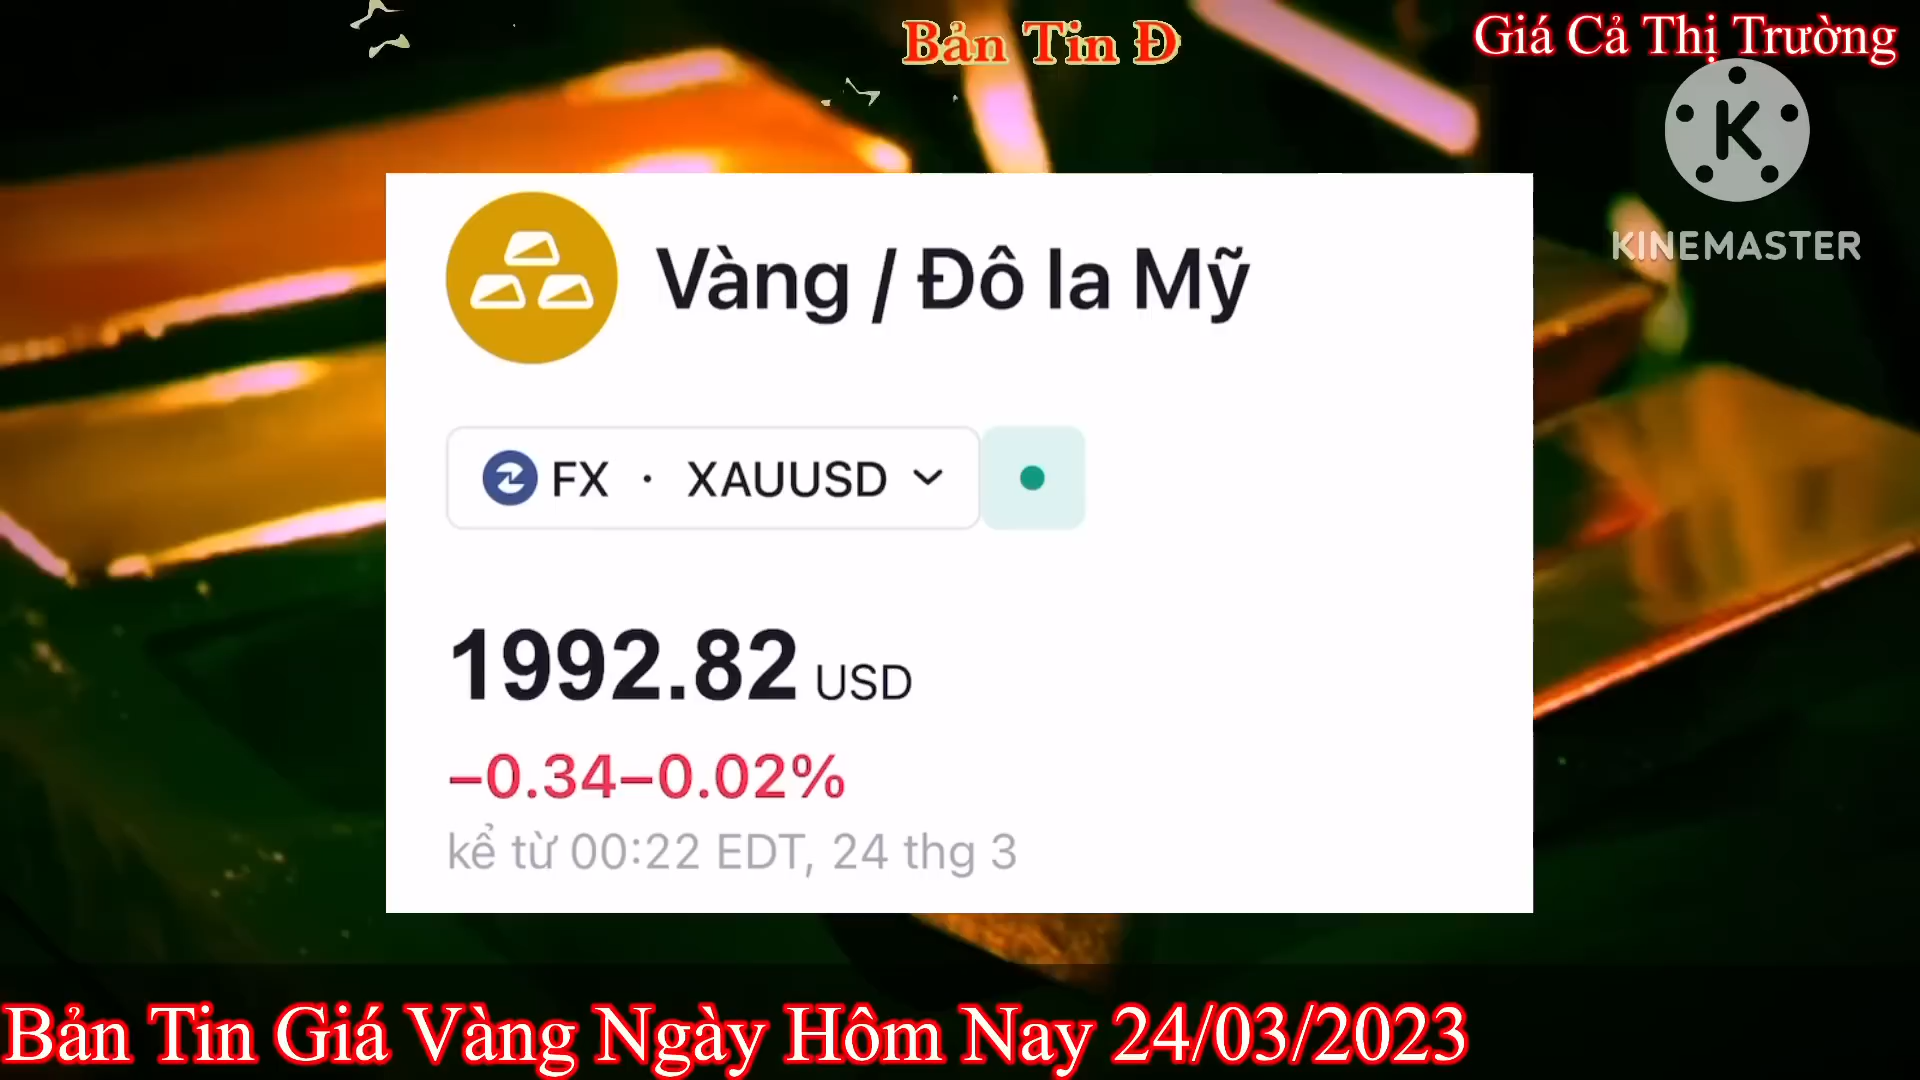 Bản Tin Đ
Giá Cả Thị Trường
K
KINEMASTER
Vàng / Đô la Mỹ
FX · XAUUSD
1992.82 USD
−0.34−0.02%
kể từ 00:22 EDT, 24 thg 3
Bản Tin Giá Vàng Ngày Hôm Nay 24/03/2023